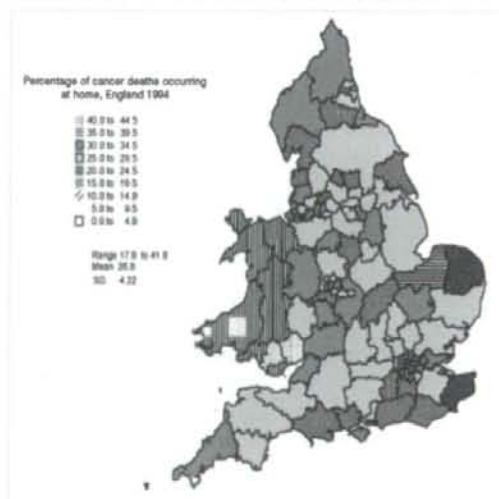 Percentage of cancer deaths occurring
at home, England 1994
40.0 to 44.5
35.0 to 39.5
30.0 to 34.5
25.0 to 29.5
20.0 to 24.5
15.0 to 19.5
10.0 to 14.9
5.0 to 9.5
0.0 to 4.9
Range 17.8 to 41.8
Mean
SD 4.22